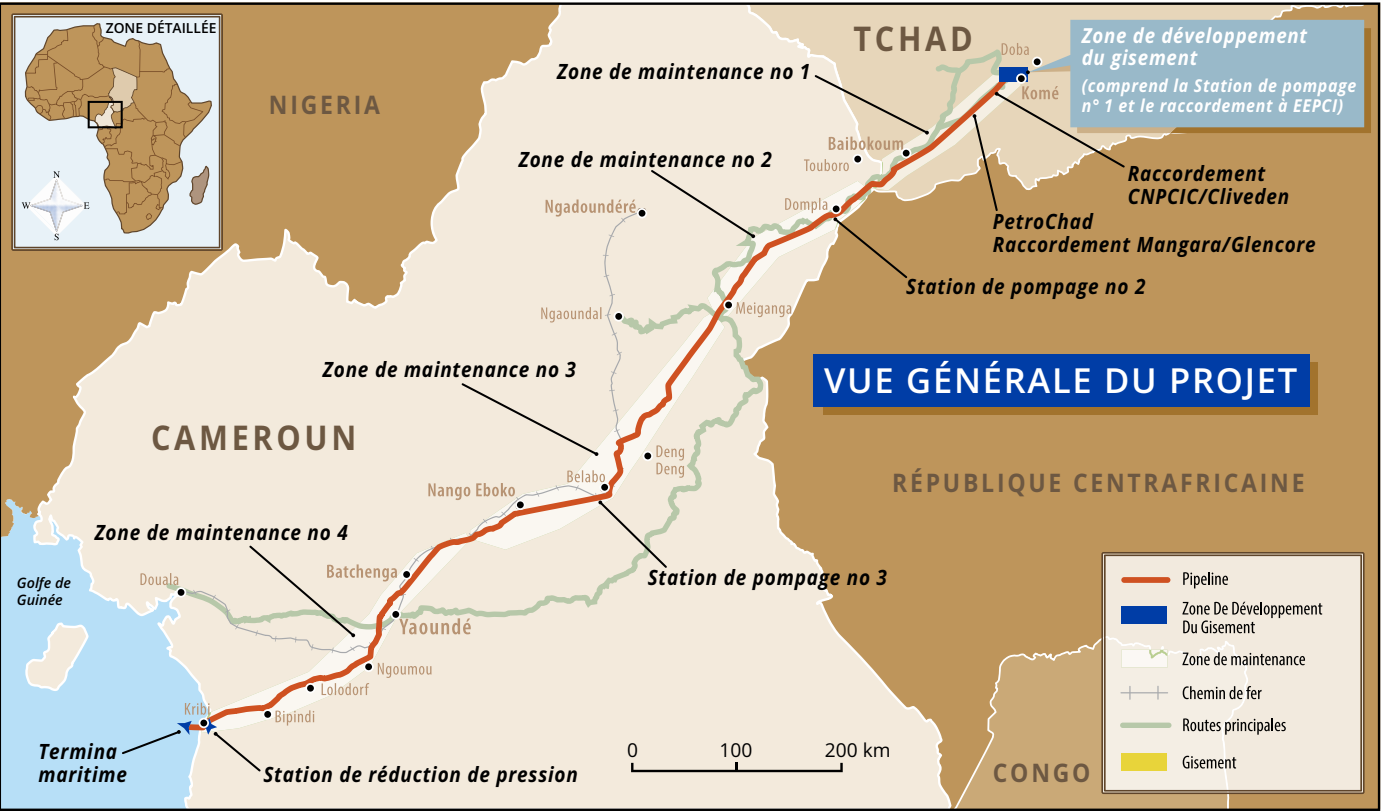 ZONE DÉTAILLÉE
N
W
E
S
NIGERIA
TCHAD
Doba
Komé
Zone de développement
du gisement
(comprend la Station de pompage
n° 1 et le raccordement à EEPCI)
Zone de maintenance no 1
Baibokoum
Touboro
Zone de maintenance no 2
Raccordement
CNPCIC/Cliveden
Ngadoundéré
Dompla
PetroChad
Raccordement Mangara/Glencore
Station de pompage no 2
Ngaoundal
Meiganga
Zone de maintenance no 3
VUE GÉNÉRALE DU PROJET
CAMEROUN
Deng
Deng
Belabo
Nango Eboko
RÉPUBLIQUE CENTRAFRICAINE
Zone de maintenance no 4
Batchenga
Station de pompage no 3
Golfe de
Guinée
Douala
Yaoundé
Ngoumou
Lolodorf
Kribi
Bipindi
Termina
maritime
Station de réduction de pression
0
100
200 km
CONGO
Pipeline
Zone De Développement
Du Gisement
Zone de maintenance
Chemin de fer
Routes principales
Gisement